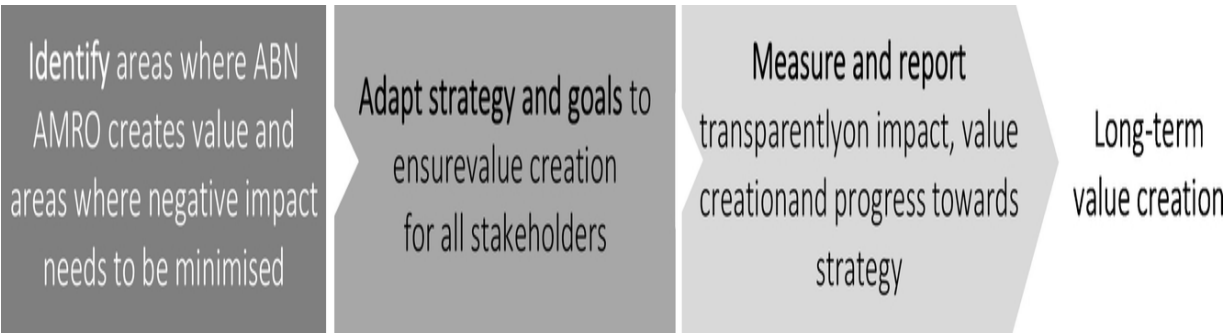 Identify areas where ABN
AMRO creates value and
areas where negative impact
needs to be minimised
Adapt strategy and goals to
ensurevalue creation
for all stakeholders
Measure and report
transparentlyon impact, value
creationand progress towards
strategy
Long-term
value creation